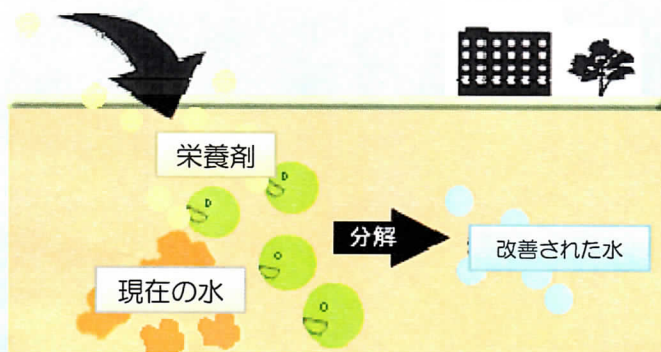 栄養剤
分解
改善された水
現在の水